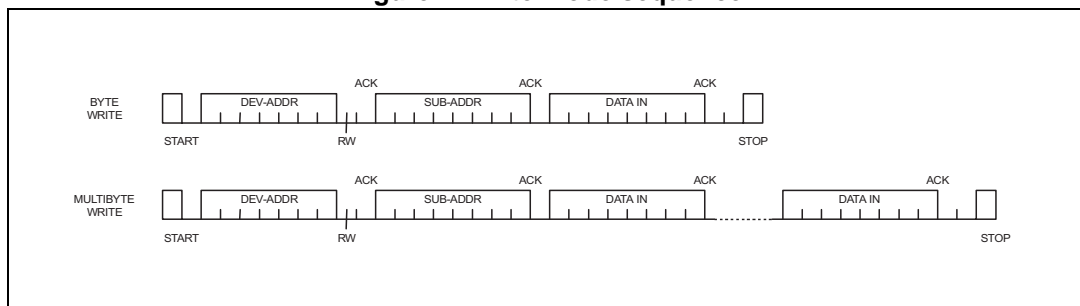 ACK ACK ACK
BYTE WRITE DEV-ADDR SUB-ADDR DATA IN
START RW STOP
ACK ACK ACK ACK
MULTIBYTE WRITE DEV-ADDR SUB-ADDR DATA IN DATA IN
START RW STOP